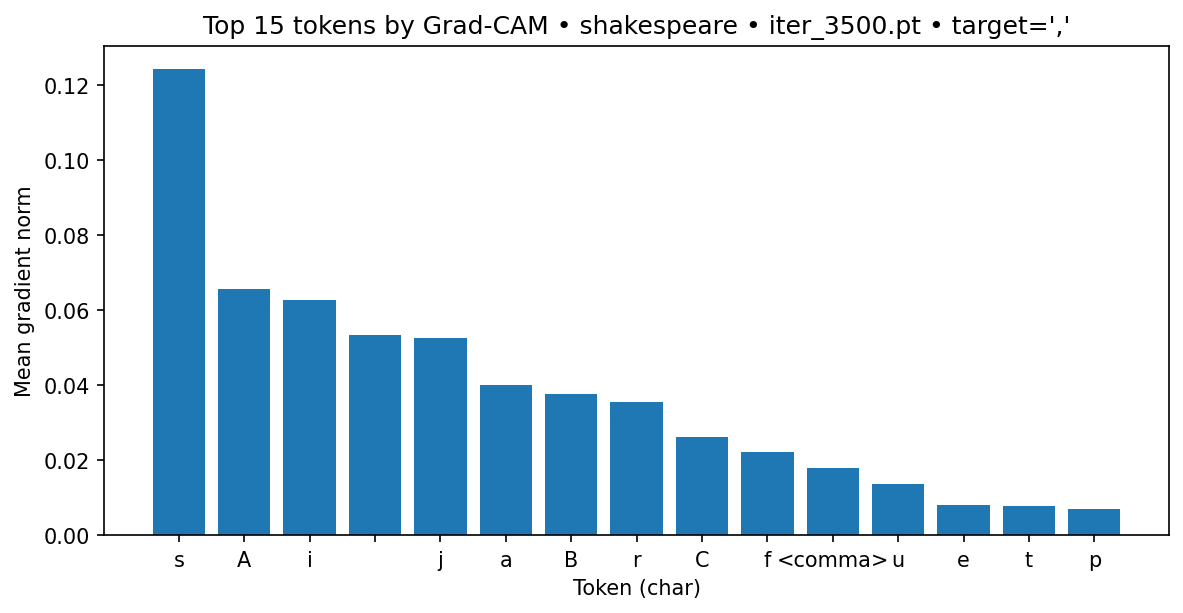 Top 15 tokens by Grad-CAM • shakespeare • iter_3500.pt • target=','
Mean gradient norm
0.12
0.10
0.08
0.06
0.04
0.02
0.00
s A i j a B r C f <comma> u e t p
Token (char)